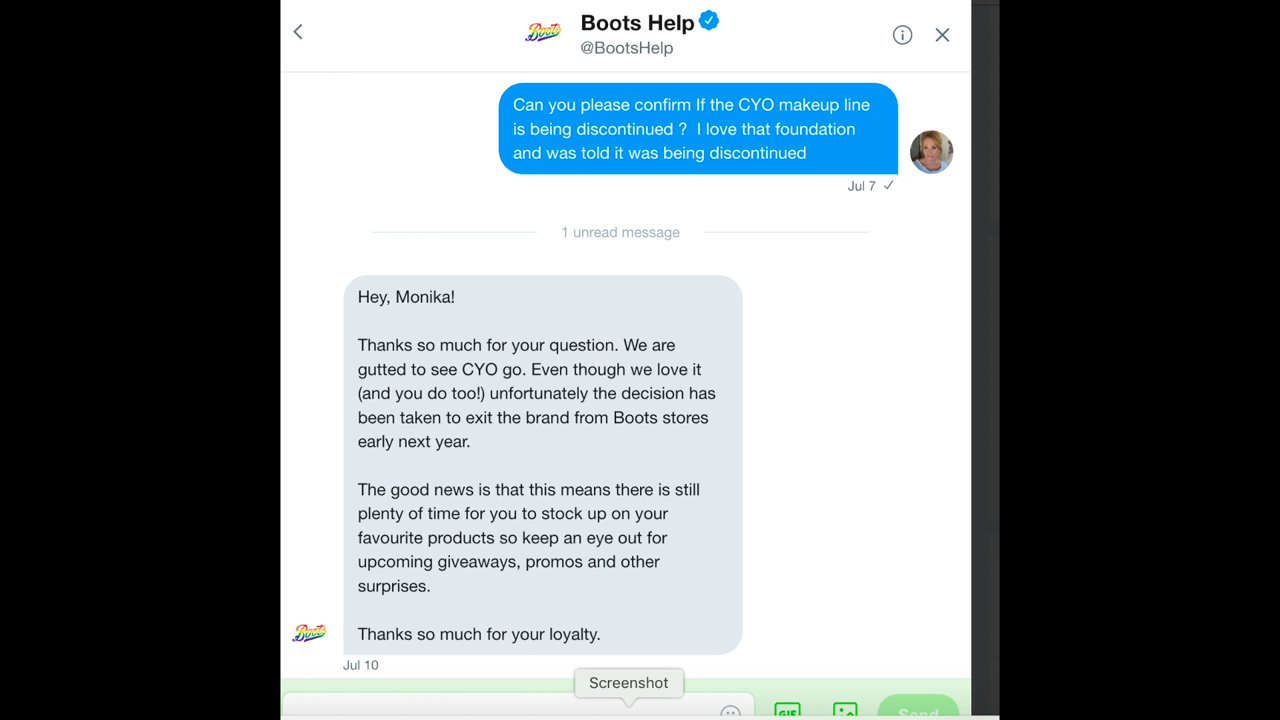 Boots
Boots Help
@BootsHelp
Can you please confirm If the CYO makeup line
is being discontinued ?  I love that foundation
and was told it was being discontinued
Jul 7
1 unread message
Hey, Monika!
Thanks so much for your question. We are
gutted to see CYO go. Even though we love it
(and you do too!) unfortunately the decision has
been taken to exit the brand from Boots stores
early next year.
The good news is that this means there is still
plenty of time for you to stock up on your
favourite products so keep an eye out for
upcoming giveaways, promos and other
surprises.
Thanks so much for your loyalty.
Boots
Jul 10
Screenshot
GIF
Send